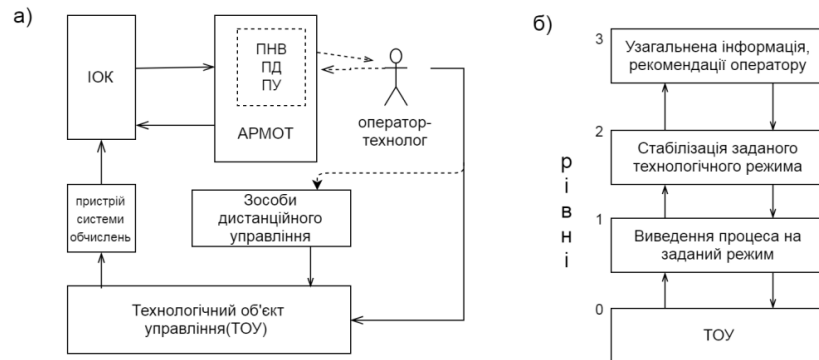 а)
ІОК
ПНВ
ПД
ПУ
АРМОТ
оператор-
технолог
пристрій
системи
обчислень
Зособи
дистанційного
управління
Технологічний об'єкт
управління(ТОУ)
б)
рівні
3
Узагальнена інформація,
рекомендації оператору
2
Стабілізація заданого
технологічного режима
1
Виведення процеса на
заданий режим
0
ТОУ